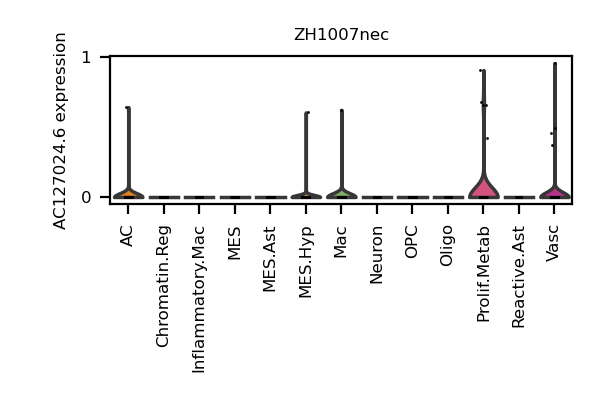 ZH1007nec
AC127024.6 expression
1
0
AC
Chromatin.Reg
Inflammatory.Mac
MES
MES.Ast
MES.Hyp
Mac
Neuron
OPC
Oligo
Prolif.Metab
Reactive.Ast
Vasc